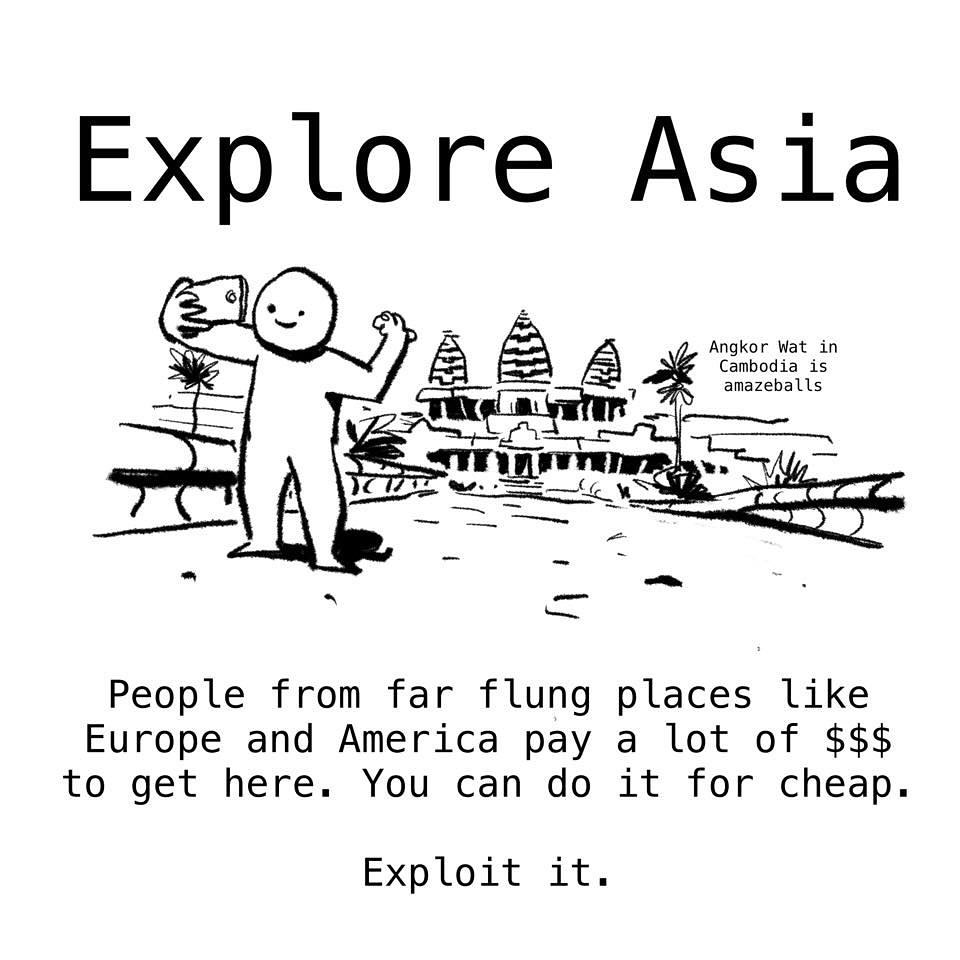 Explore Asia
Angkor Wat in
Cambodia is
amazeballs
People from far flung places like
Europe and America pay a lot of $$$
to get here. You can do it for cheap.
Exploit it.